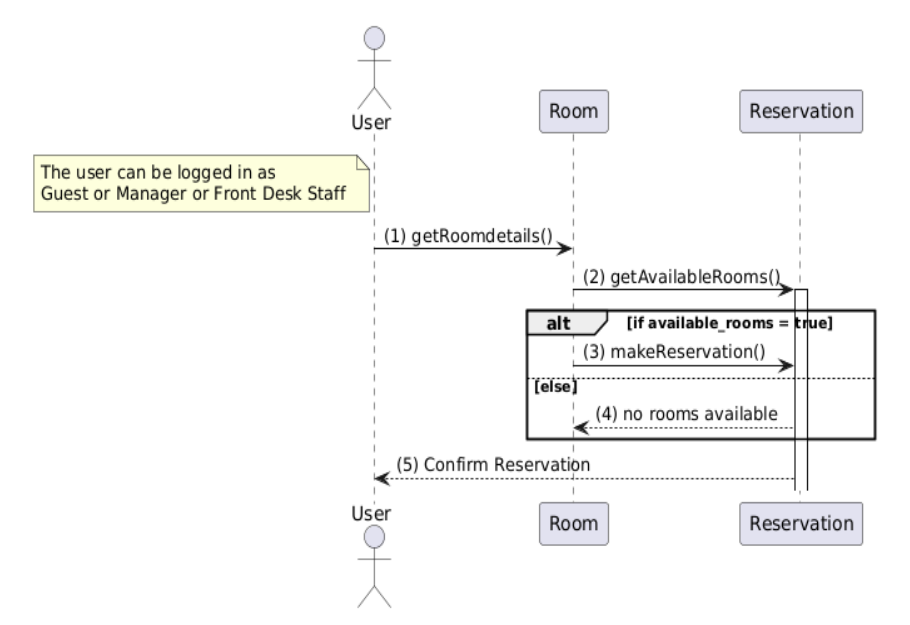 User
Room
Reservation
The user can be logged in as
Guest or Manager or Front Desk Staff
(1) getRoomdetails()
(2) getAvailableRooms()
alt
[if available_rooms = true]
(3) makeReservation()
[else]
(4) no rooms available
(5) Confirm Reservation
User
Room
Reservation